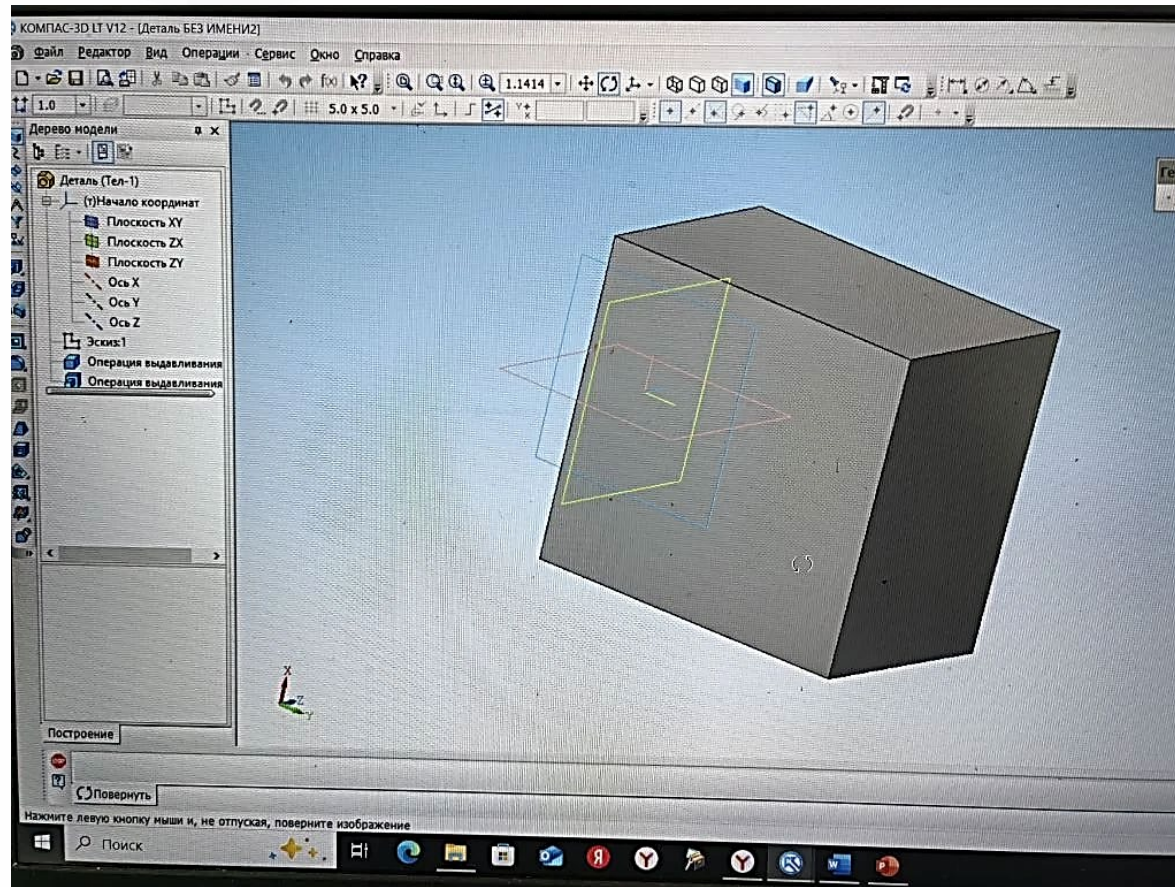 КОМПАС-3D LT V12 - [Деталь БЕЗ ИМЕНИ2]
Файл Редактор Вид Операции Сервис Окно Справка
1.1414
1.0 5.0 x 5.0
Дерево модели
Деталь (Тел-1)
(т)Начало координат
Плоскость XY
Плоскость ZX
Плоскость ZY
Ось X
Ось Y
Ось Z
Эскиз:1
Операция выдавливания
Операция выдавливания
X
Z
Y
Построение
STOP
Повернуть
Нажмите левую кнопку мыши и, не отпуская, поверните изображение
Поиск